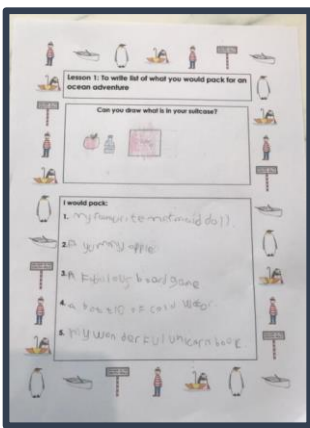 Lesson 1: To write list of what you would pack for an
ocean adventure
Can you draw what is in your suitcase?
I would pack:
1. my favourite mermaid doll.
2. a yummy apple
3. A fabulous board game
4. a bottle of cold water.
5. My wonderful unicorn book